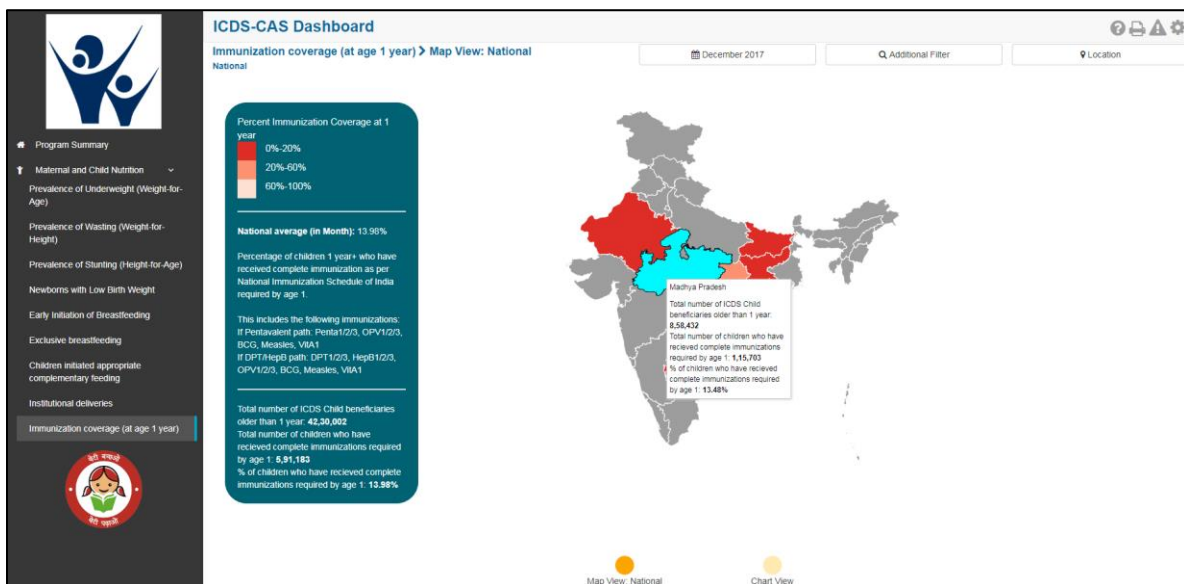 ICDS-CAS Dashboard
Immunization coverage (at age 1 year) > Map View: National
National
December 2017
Additional Filter
Location
Program Summary
Maternal and Child Nutrition
Prevalence of Underweight (Weight-for-
Age)
Prevalence of Wasting (Weight-for-
Height)
Prevalence of Stunting (Height-for-Age)
Newborns with Low Birth Weight
Early Initiation of Breastfeeding
Exclusive breastfeeding
Children initiated appropriate
complementary feeding
Institutional deliveries
Immunization coverage (at age 1 year)
बेटी बचाओ
बेटी पढ़ाओ
Percent Immunization Coverage at 1
year
0%-20%
20%-60%
60%-100%
National average (in Month): 13.98%
Percentage of children 1 year+ who have
received complete immunization as per
National Immunization Schedule of India
required by age 1.
This includes the following immunizations:
If Pentavalent path: Penta1/2/3, OPV1/2/3,
BCG, Measles, VitA1
If DPT/HepB path: DPT1/2/3, HepB1/2/3,
OPV1/2/3, BCG, Measles, VitA1
Total number of ICDS Child beneficiaries
older than 1 year: 42,30,002
Total number of children who have
recieved complete immunizations required
by age 1: 5,91,183
% of children who have recieved complete
immunizations required by age 1: 13.98%
Madhya Pradesh
Total number of ICDS Child
beneficiaries older than 1 year:
8,58,432
Total number of children who have
recieved complete immunizations
required by age 1: 1,15,703
% of children who have recieved
complete immunizations required
by age 1: 13.48%
Map View: National
Chart View